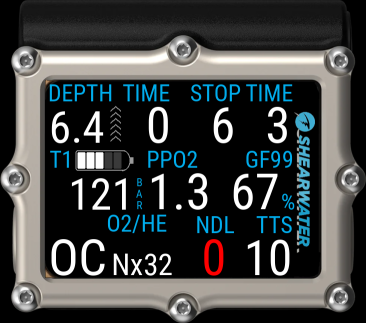 DEPTH TIME STOP TIME
6.4 0 6 3
T1 PPO2 GF99
121 BAR 1.3 67%
O2/HE NDL TTS
OC Nx32 0 10
SHEARWATER